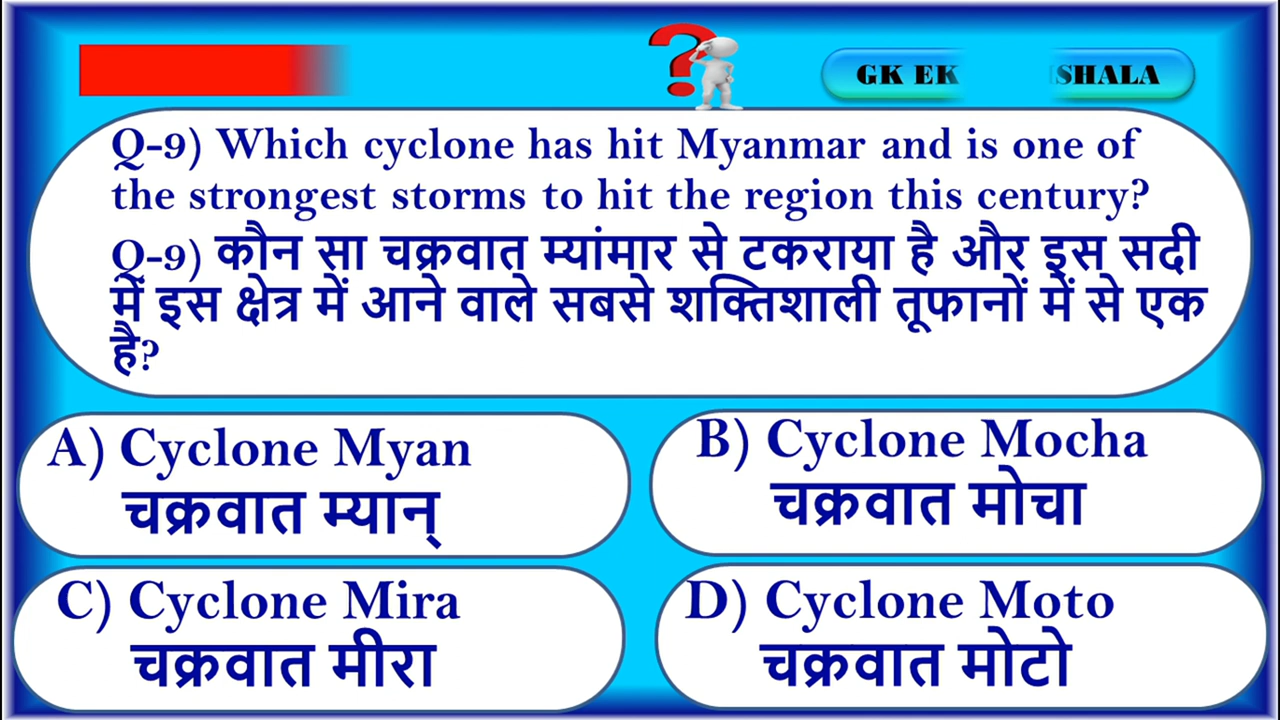 GK EK SHALA
Q-9) Which cyclone has hit Myanmar and is one of
the strongest storms to hit the region this century?
Q-9) कौन सा चक्रवात म्यांमार से टकराया है और इस सदी
में इस क्षेत्र में आने वाले सबसे शक्तिशाली तूफानों में से एक
है?
A) Cyclone Myan
चक्रवात म्यान्
B) Cyclone Mocha
चक्रवात मोचा
C) Cyclone Mira
चक्रवात मीरा
D) Cyclone Moto
चक्रवात मोटो